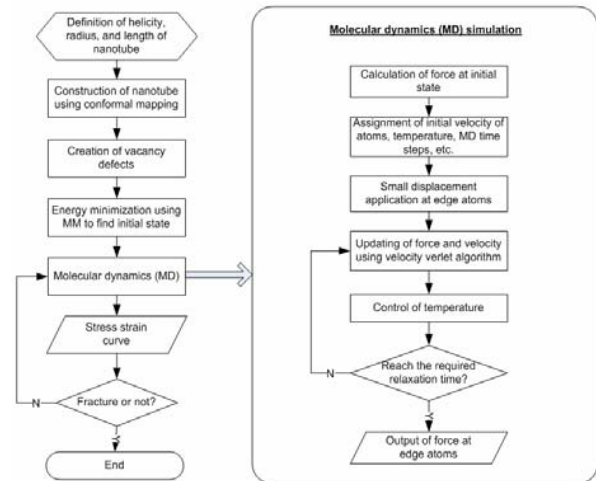 Definition of helicity,
radius, and length of
nanotube
Construction of nanotube
using conformal mapping
Creation of vacancy
defects
Energy minimization using
MM to find initial state
Molecular dynamics (MD)
Stress strain
curve
Fracture or not?
N
Y
End
Molecular dynamics (MD) simulation
Calculation of force at initial
state
Assignment of initial velocity of
atoms, temperature, MD time
steps, etc.
Small displacement
application at edge atoms
Updating of force and velocity
using velocity verlet algorithm
Control of temperature
Reach the required
relaxation time?
N
Y
Output of force at
edge atoms